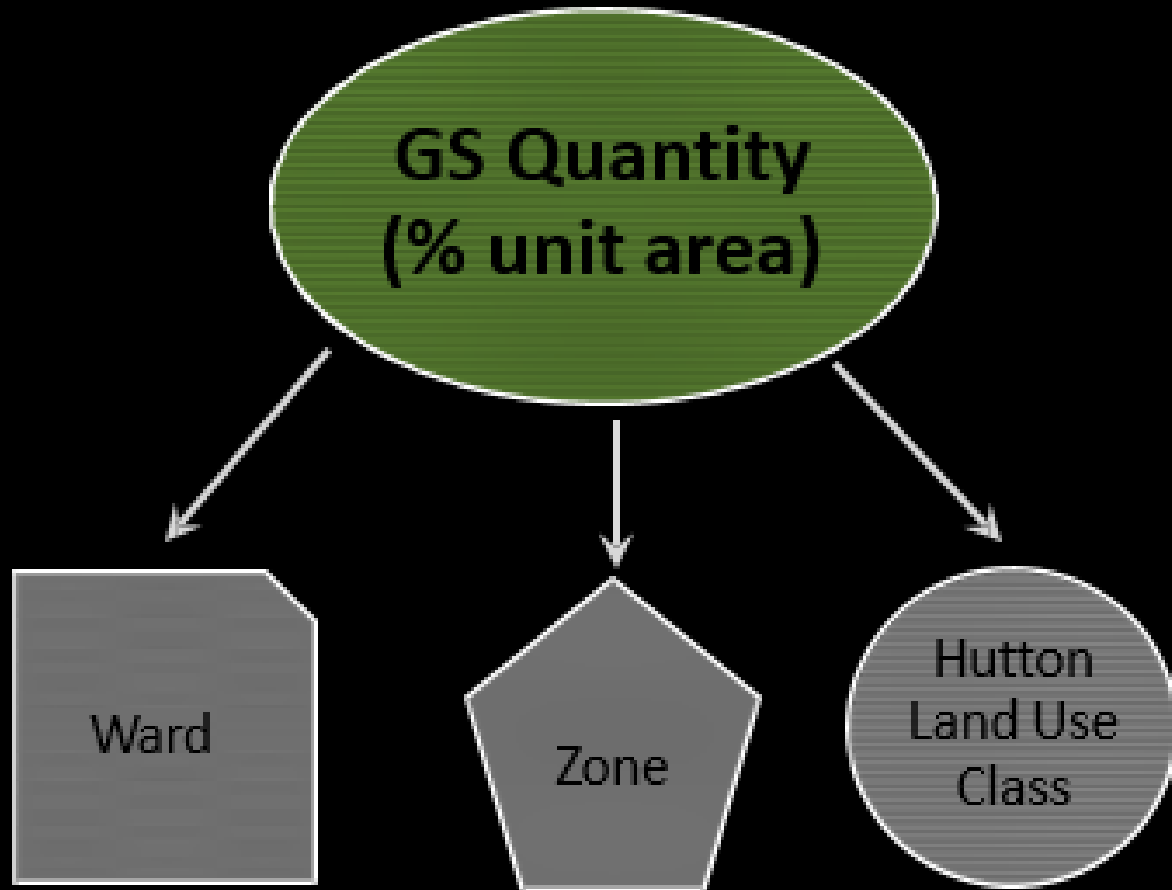 GS Quantity
(% unit area)
Ward
Zone
Hutton
Land Use
Class